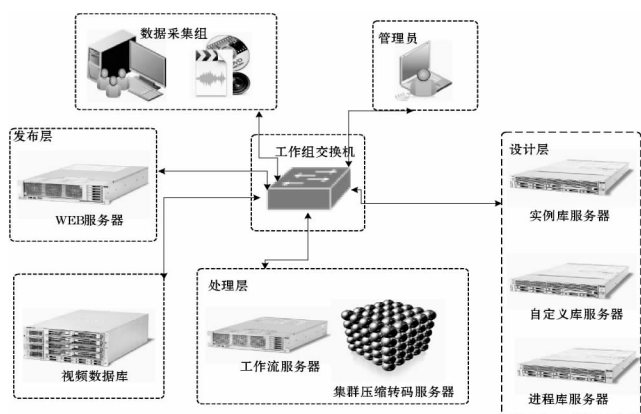 数据采集组
管理员
发布层
工作组交换机
设计层
WEB服务器
实例库服务器
处理层
自定义库服务器
工作流服务器
视频数据库
集群压缩转码服务器
进程库服务器